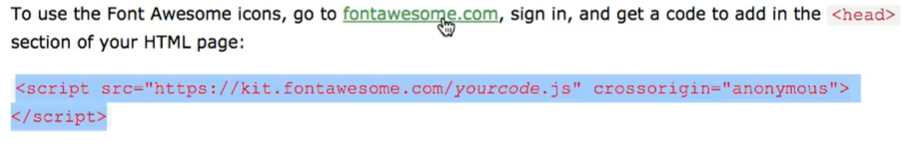 To use the Font Awesome icons, go to fontawesome.com, sign in, and get a code to add in the <head>
section of your HTML page:
<script src="https://kit.fontawesome.com/yourcode.js" crossorigin="anonymous">
</script>